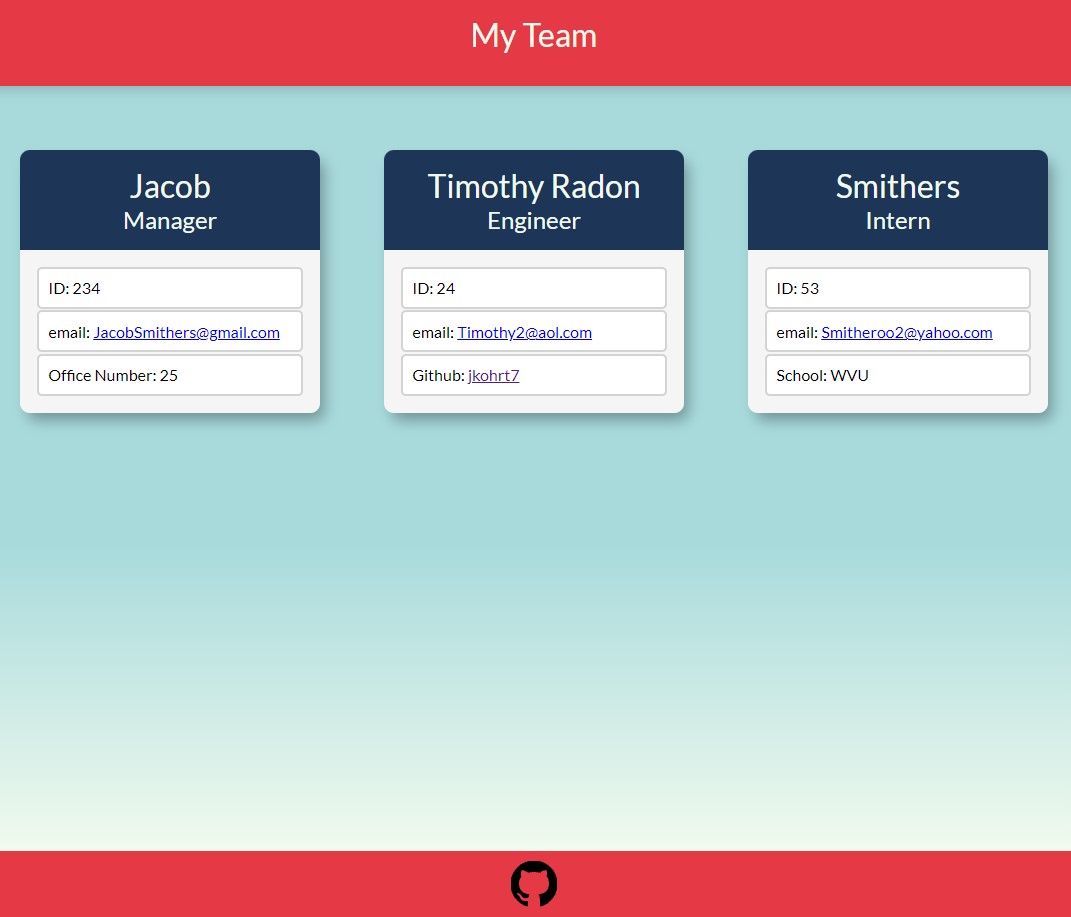 My Team
Jacob
Manager
ID: 234
email: JacobSmithers@gmail.com
Office Number: 25
Timothy Radon
Engineer
ID: 24
email: Timothy2@aol.com
Github: jkohrt7
Smithers
Intern
ID: 53
email: Smitheroo2@yahoo.com
School: WVU